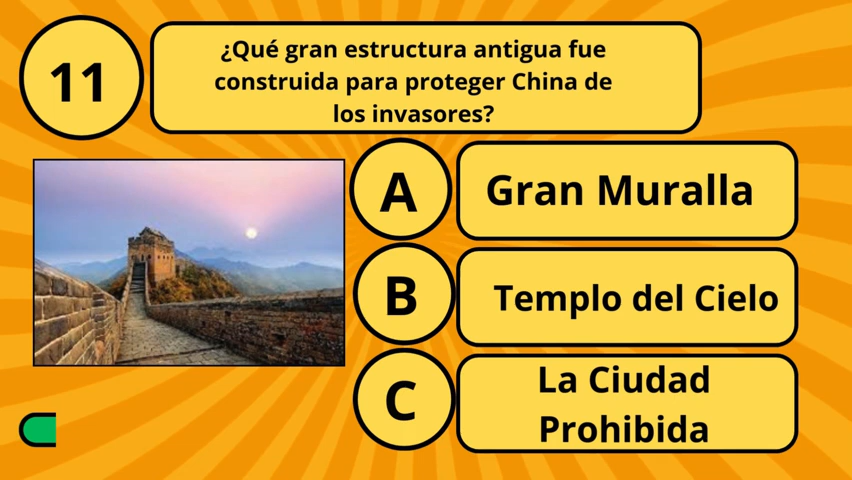 11
¿Qué gran estructura antigua fue
construida para proteger China de
los invasores?
A
Gran Muralla
B
Templo del Cielo
C
La Ciudad
Prohibida